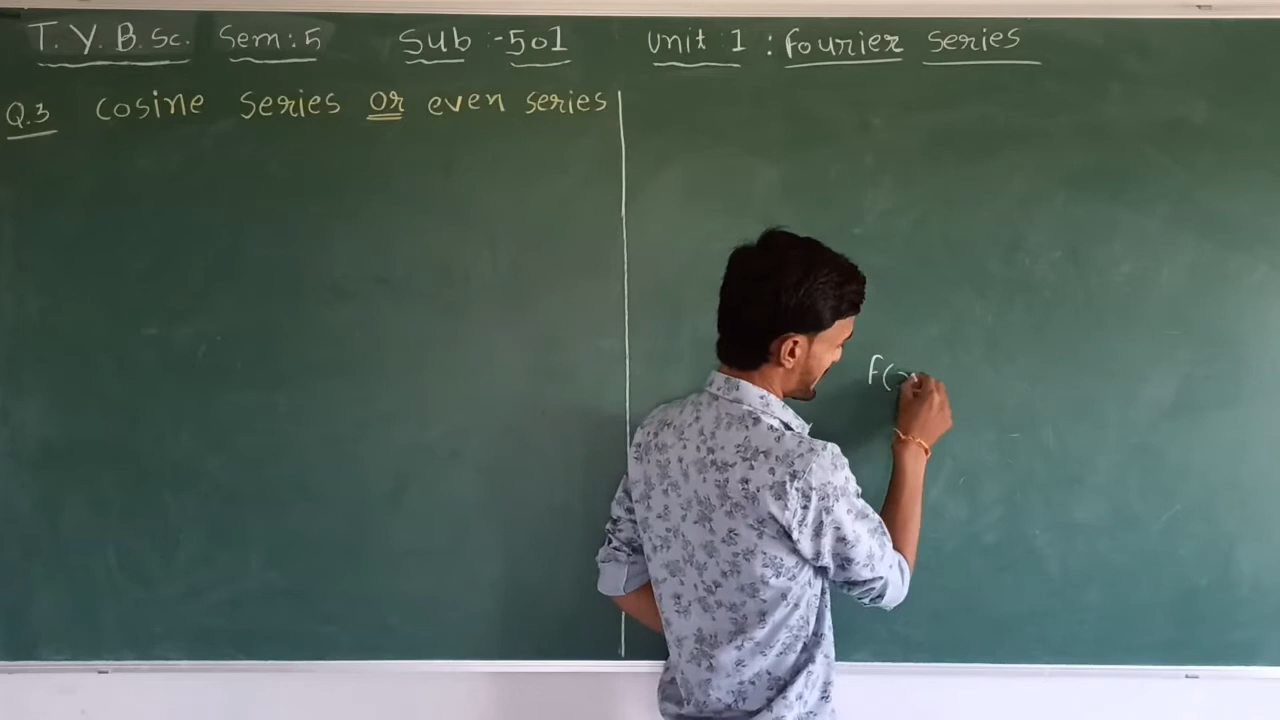 T.Y.B.Sc. Sem:5 Sub:-501 Unit:1 : Fourier series
Q.3 Cosine Series or even series
f(x